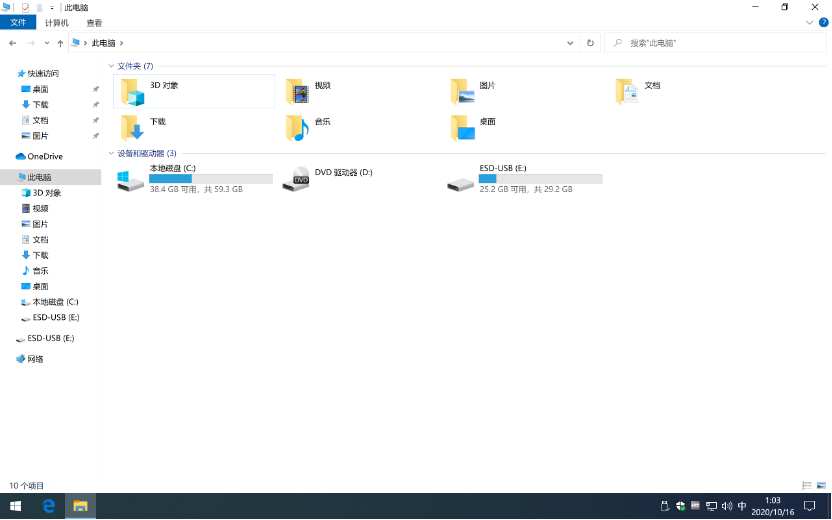 此电脑
文件 计算机 查看
此电脑
搜索"此电脑"
快速访问
桌面
下载
文档
图片
OneDrive
此电脑
3D 对象
视频
图片
文档
下载
音乐
桌面
本地磁盘 (C:)
ESD-USB (E:)
ESD-USB (E:)
网络
文件夹 (7)
3D 对象 视频 图片 文档
下载 音乐 桌面
设备和驱动器 (3)
本地磁盘 (C:)
38.4 GB 可用，共 59.3 GB
DVD 驱动器 (D:)
DVD
ESD-USB (E:)
25.2 GB 可用，共 29.2 GB
10 个项目
中
1:03
2020/10/16